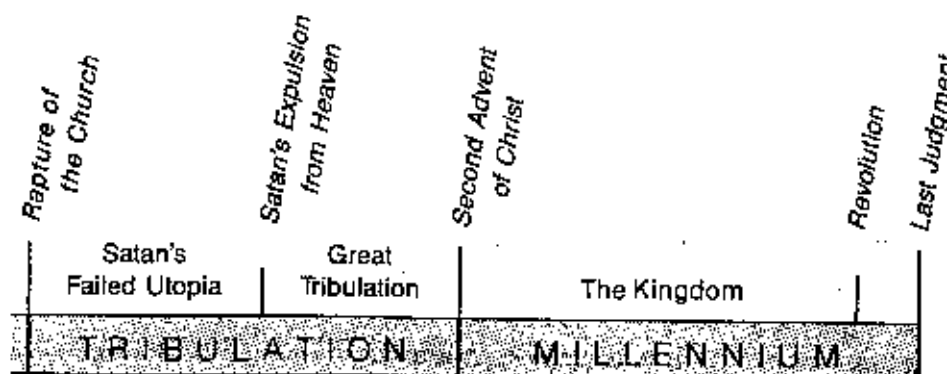 Rapture of
the Church
Satan's Expulsion
from Heaven
Second Advent
of Christ
Revolution
Last Judgment
Satan's
Failed Utopia
Great
Tribulation
The Kingdom
TRIBULATION
MILLENNIUM